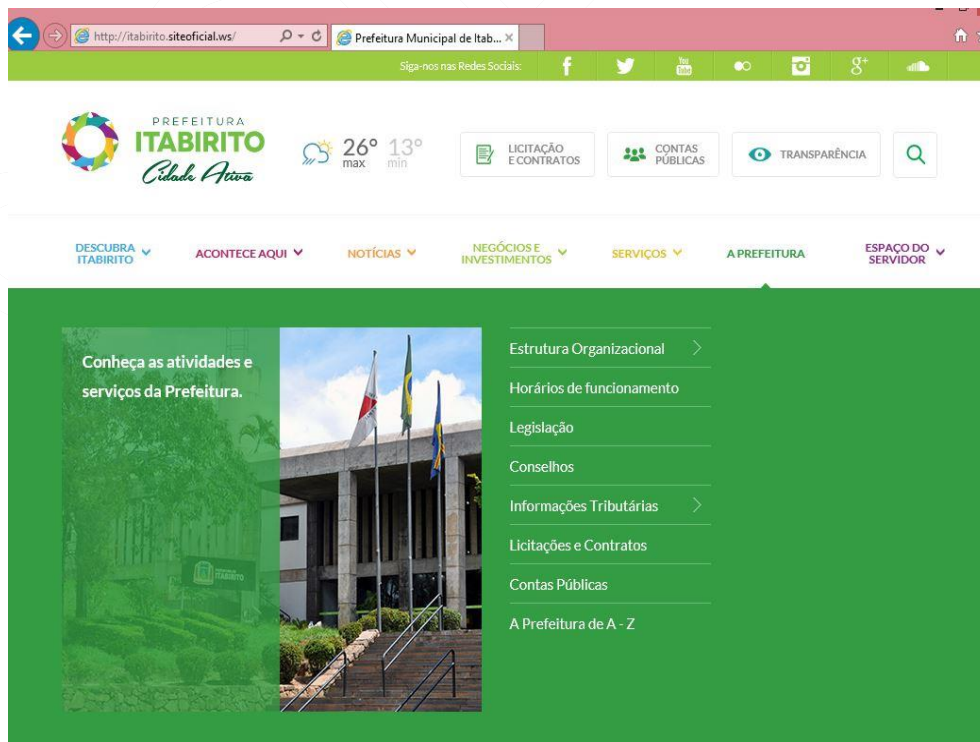 http://itabirito.siteoficial.ws/
Prefeitura Municipal de Itab...
Siga-nos nas Redes Sociais:
f
You
Tube
g+
PREFEITURA
ITABIRITO
Cidade Ativa
26° 13°
max min
LICITAÇÃO
E CONTRATOS
CONTAS
PÚBLICAS
TRANSPARÊNCIA
DESCUBRA
ITABIRITO
ACONTECE AQUI
NOTÍCIAS
NEGÓCIOS E
INVESTIMENTOS
SERVIÇOS
A PREFEITURA
ESPAÇO DO
SERVIDOR
Conheça as atividades e
serviços da Prefeitura.
ITABIRITO
Estrutura Organizacional
Horários de funcionamento
Legislação
Conselhos
Informações Tributárias
Licitações e Contratos
Contas Públicas
A Prefeitura de A - Z